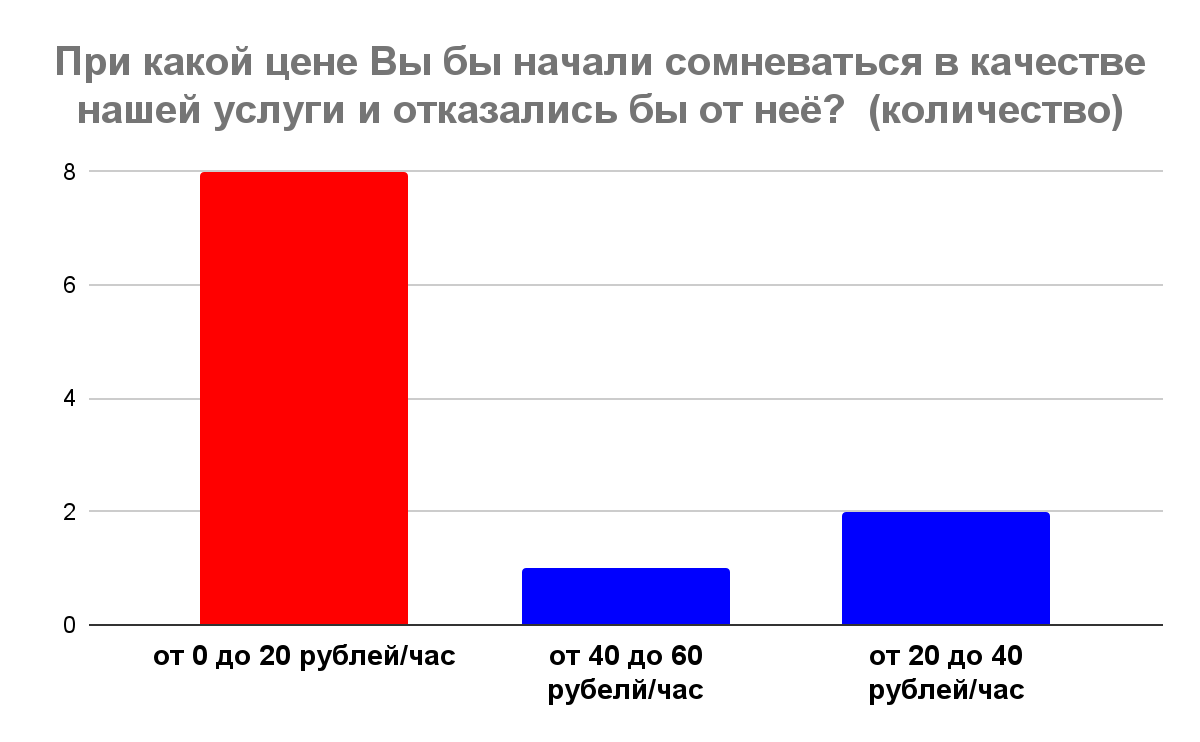 При какой цене Вы бы начали сомневаться в качестве
нашей услуги и отказались бы от неё?  (количество)
8
6
4
2
0
от 0 до 20 рублей/час
от 40 до 60
рубелй/час
от 20 до 40
рублей/час